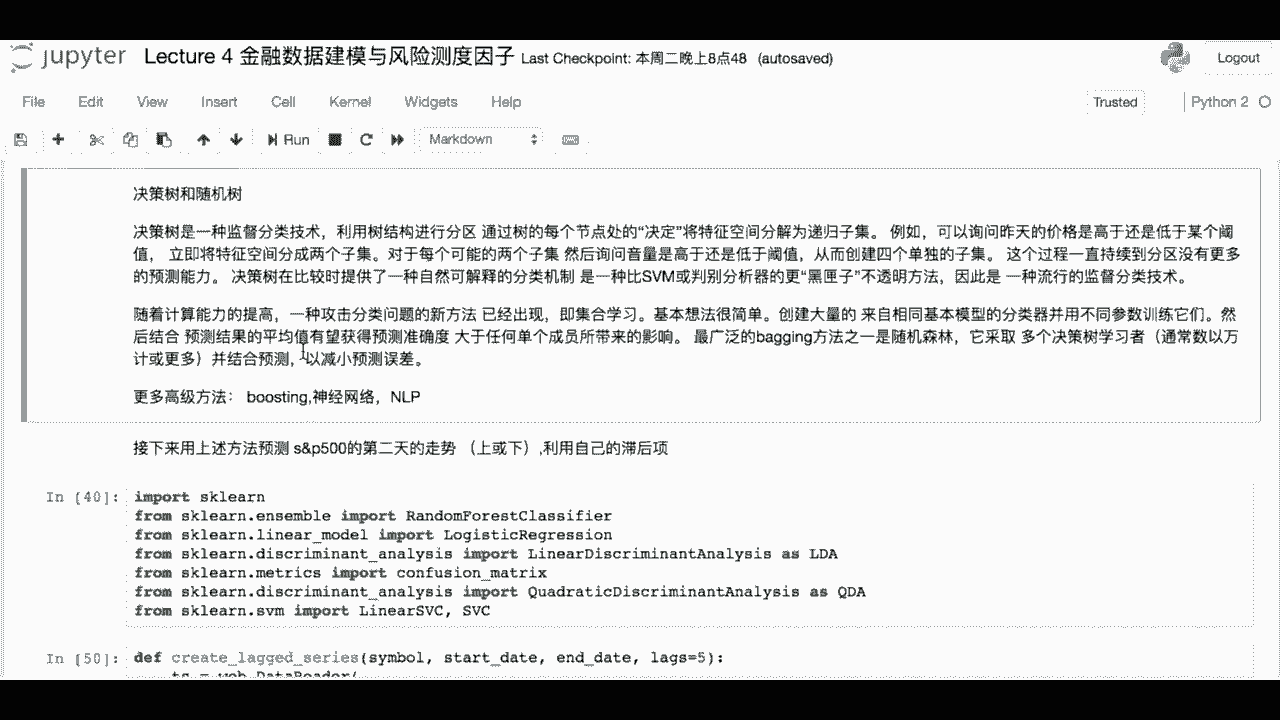 jupyter Lecture 4 金融数据建模与风险测度因子 Last Checkpoint: 本周二晚上8点48 (autosaved) Logout
File Edit View Insert Cell Kernel Widgets Help Trusted Python 2
Run Markdown
决策树和随机树
决策树是一种监督分类技术，利用树结构进行分区 通过树的每个节点处的“决定”将特征空间分解为递归子集。 例如，可以询问昨天的价格是高于还是低于某个阈
值， 立即将特征空间分成两个子集。对于每个可能的两个子集 然后询问音量是高于还是低于阈值，从而创建四个单独的子集。 这个过程一直持续到分区没有更多
的预测能力。 决策树在比较时提供了一种自然可解释的分类机制 是一种比SVM或判别分析器的更“黑匣子”不透明方法，因此是 一种流行的监督分类技术。
随着计算能力的提高，一种攻击分类问题的新方法 已经出现，即集合学习。基本想法很简单。创建大量的 来自相同基本模型的分类器并用不同参数训练它们。然
后结合 预测结果的平均值有望获得预测准确度 大于任何单个成员所带来的影响。 最广泛的bagging方法之一是随机森林，它采取 多个决策树学习者（通常数以万
计或更多）并结合预测，以减小预测误差。
更多高级方法： boosting,神经网络，NLP
接下来用上述方法预测 s&p500的第二天的走势 （上或下）,利用自己的滞后项
In [40]: import sklearn
from sklearn.ensemble import RandomForestClassifier
from sklearn.linear_model import LogisticRegression
from sklearn.discriminant_analysis import LinearDiscriminantAnalysis as LDA
from sklearn.metrics import confusion_matrix
from sklearn.discriminant_analysis import QuadraticDiscriminantAnalysis as QDA
from sklearn.svm import LinearSVC, SVC
In [50]: def create_lagged_series(symbol, start_date, end_date, lags=5):
ts = web.DataReader(